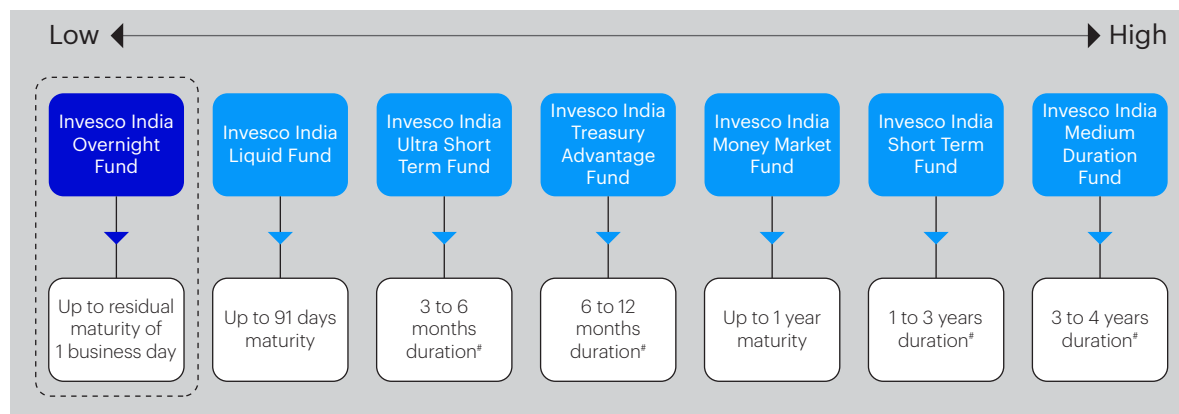 Low
High
Invesco India
Overnight
Fund
Invesco India
Liquid Fund
Invesco India
Ultra Short
Term Fund
Invesco India
Treasury
Advantage
Fund
Invesco India
Money Market
Fund
Invesco India
Short Term
Fund
Invesco India
Medium
Duration
Fund
Up to residual
maturity of
1 business day
Up to 91 days
maturity
3 to 6
months
duration#
6 to 12
months
duration#
Up to 1 year
maturity
1 to 3 years
duration#
3 to 4 years
duration#